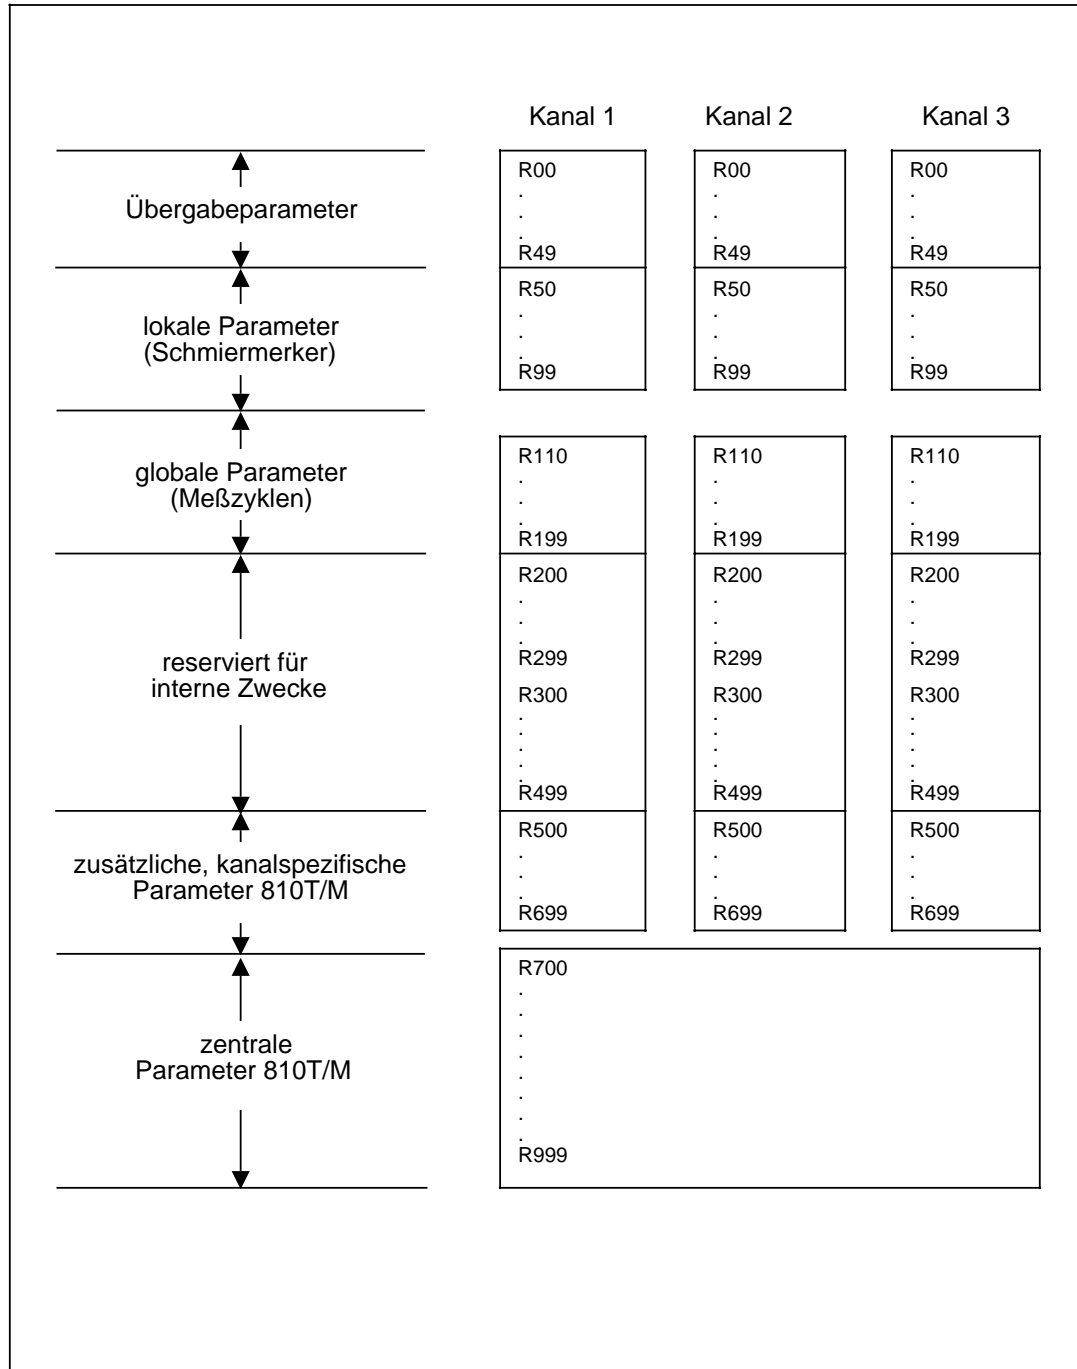 Kanal 1 Kanal 2 Kanal 3
Übergabeparameter
R00 R00 R00
. . .
. . .
. . .
R49 R49 R49
lokale Parameter
(Schmiermerker)
R50 R50 R50
. . .
. . .
. . .
R99 R99 R99
globale Parameter
(Meßzyklen)
R110 R110 R110
. . .
. . .
. . .
R199 R199 R199
reserviert für
interne Zwecke
R200 R200 R200
. . .
. . .
. . .
R299 R299 R299
R300 R300 R300
. . .
. . .
. . .
. . .
. . .
R499 R499 R499
zusätzliche, kanalspezifische
Parameter 810T/M
R500 R500 R500
. . .
. . .
. . .
R699 R699 R699
zentrale
Parameter 810T/M
R700
.
.
.
.
.
.
.
.
R999